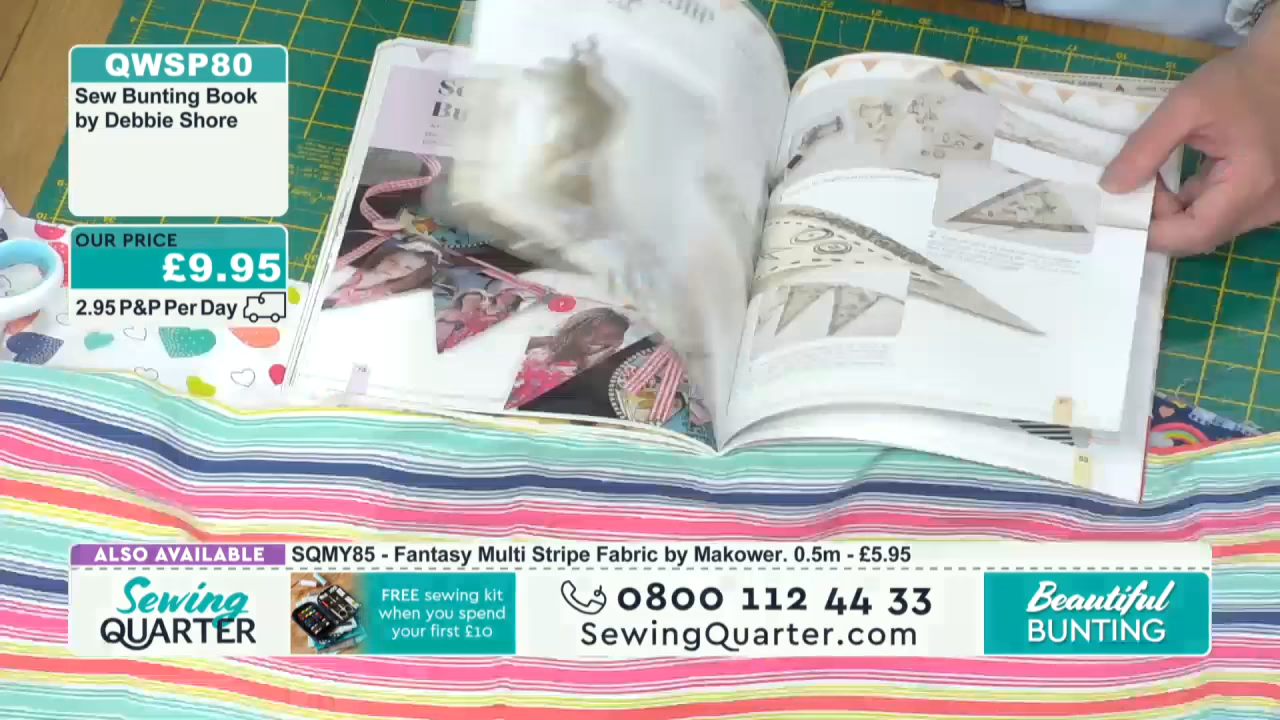 QWSP80
Sew Bunting Book
by Debbie Shore
OUR PRICE
£9.95
2.95 P&P Per Day
ALSO AVAILABLE
SQMY85 - Fantasy Multi Stripe Fabric by Makower. 0.5m - £5.95
Sewing
QUARTER
FREE sewing kit
when you spend
your first £10
0800 112 44 33
SewingQuarter.com
Beautiful
BUNTING